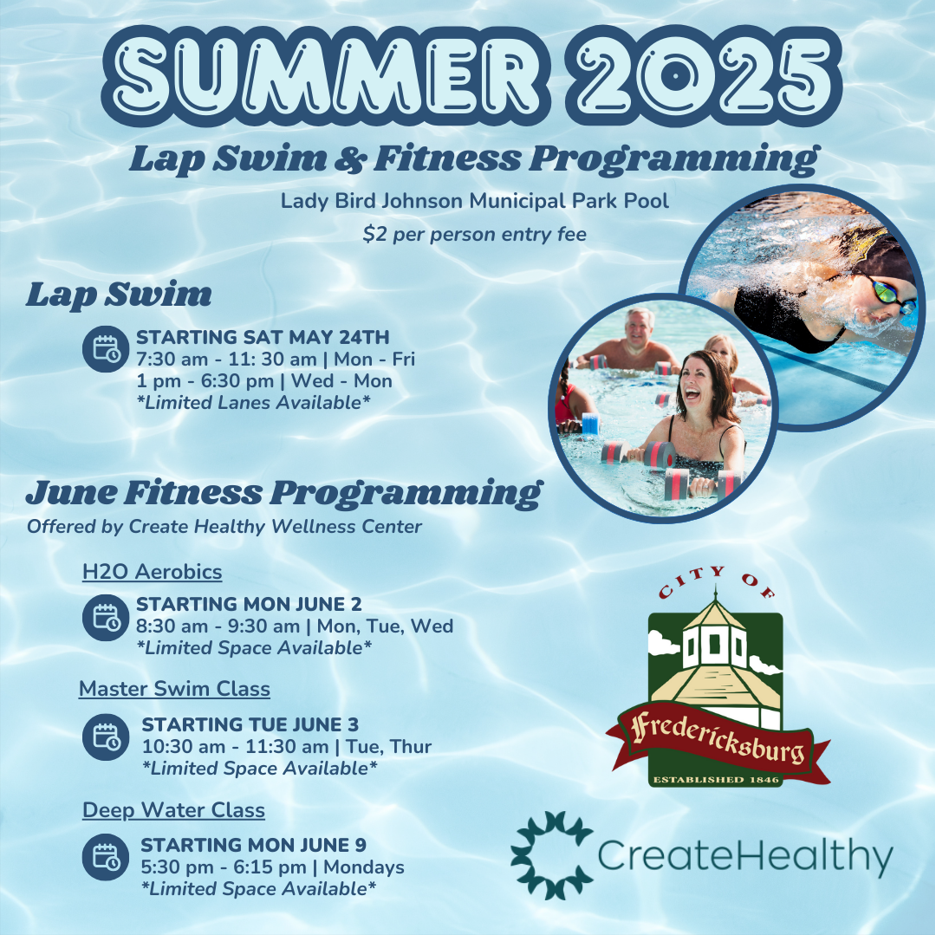 SUMMER 2025
Lap Swim & Fitness Programming
Lady Bird Johnson Municipal Park Pool
$2 per person entry fee
Lap Swim
STARTING SAT MAY 24TH
7:30 am - 11: 30 am | Mon - Fri
1 pm - 6:30 pm | Wed - Mon
*Limited Lanes Available*
June Fitness Programming
Offered by Create Healthy Wellness Center
H2O Aerobics
STARTING MON JUNE 2
8:30 am - 9:30 am | Mon, Tue, Wed
*Limited Space Available*
Master Swim Class
STARTING TUE JUNE 3
10:30 am - 11:30 am | Tue, Thur
*Limited Space Available*
Deep Water Class
STARTING MON JUNE 9
5:30 pm - 6:15 pm | Mondays
*Limited Space Available*
CITY OF
Fredericksburg
ESTABLISHED 1846
CreateHealthy